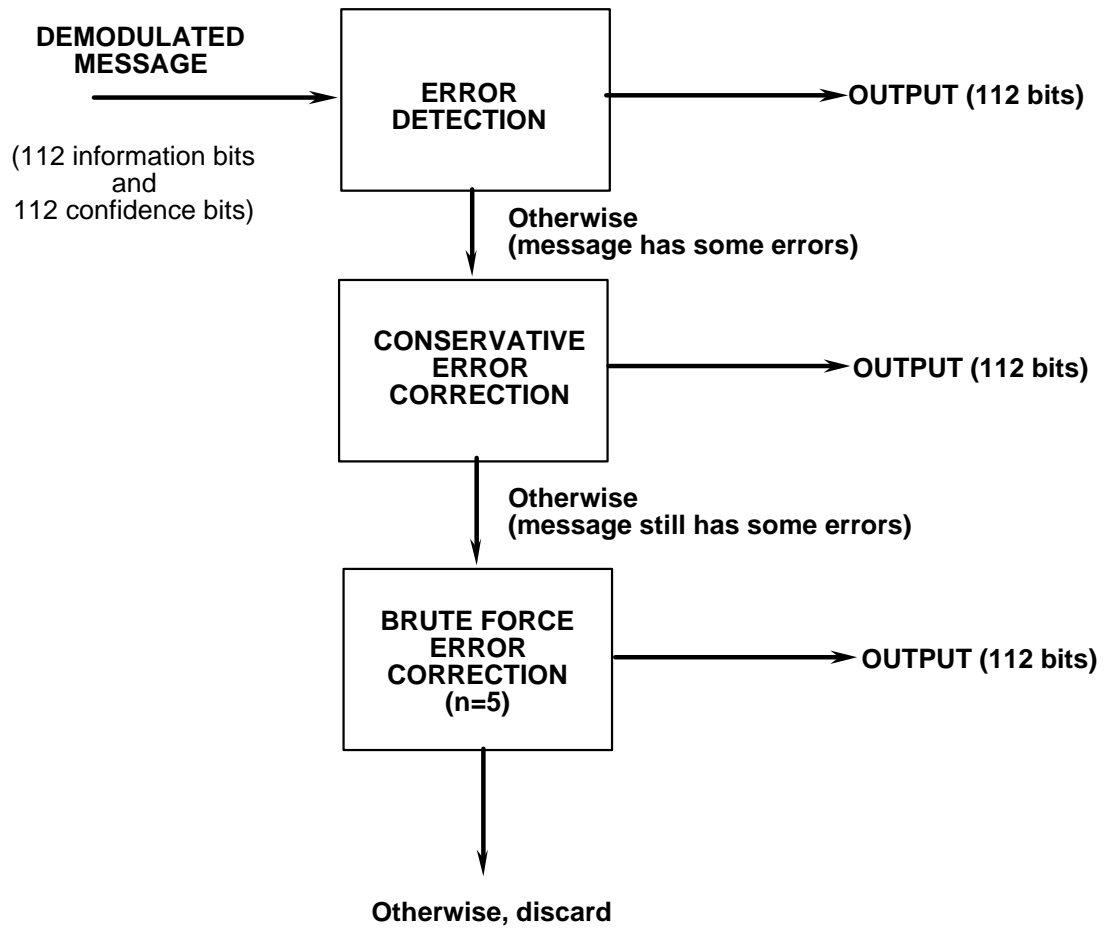 DEMODULATED
MESSAGE
(112 information bits
and
112 confidence bits)
ERROR
DETECTION
OUTPUT (112 bits)
Otherwise
(message has some errors)
CONSERVATIVE
ERROR
CORRECTION
OUTPUT (112 bits)
Otherwise
(message still has some errors)
BRUTE FORCE
ERROR
CORRECTION
(n=5)
OUTPUT (112 bits)
Otherwise, discard